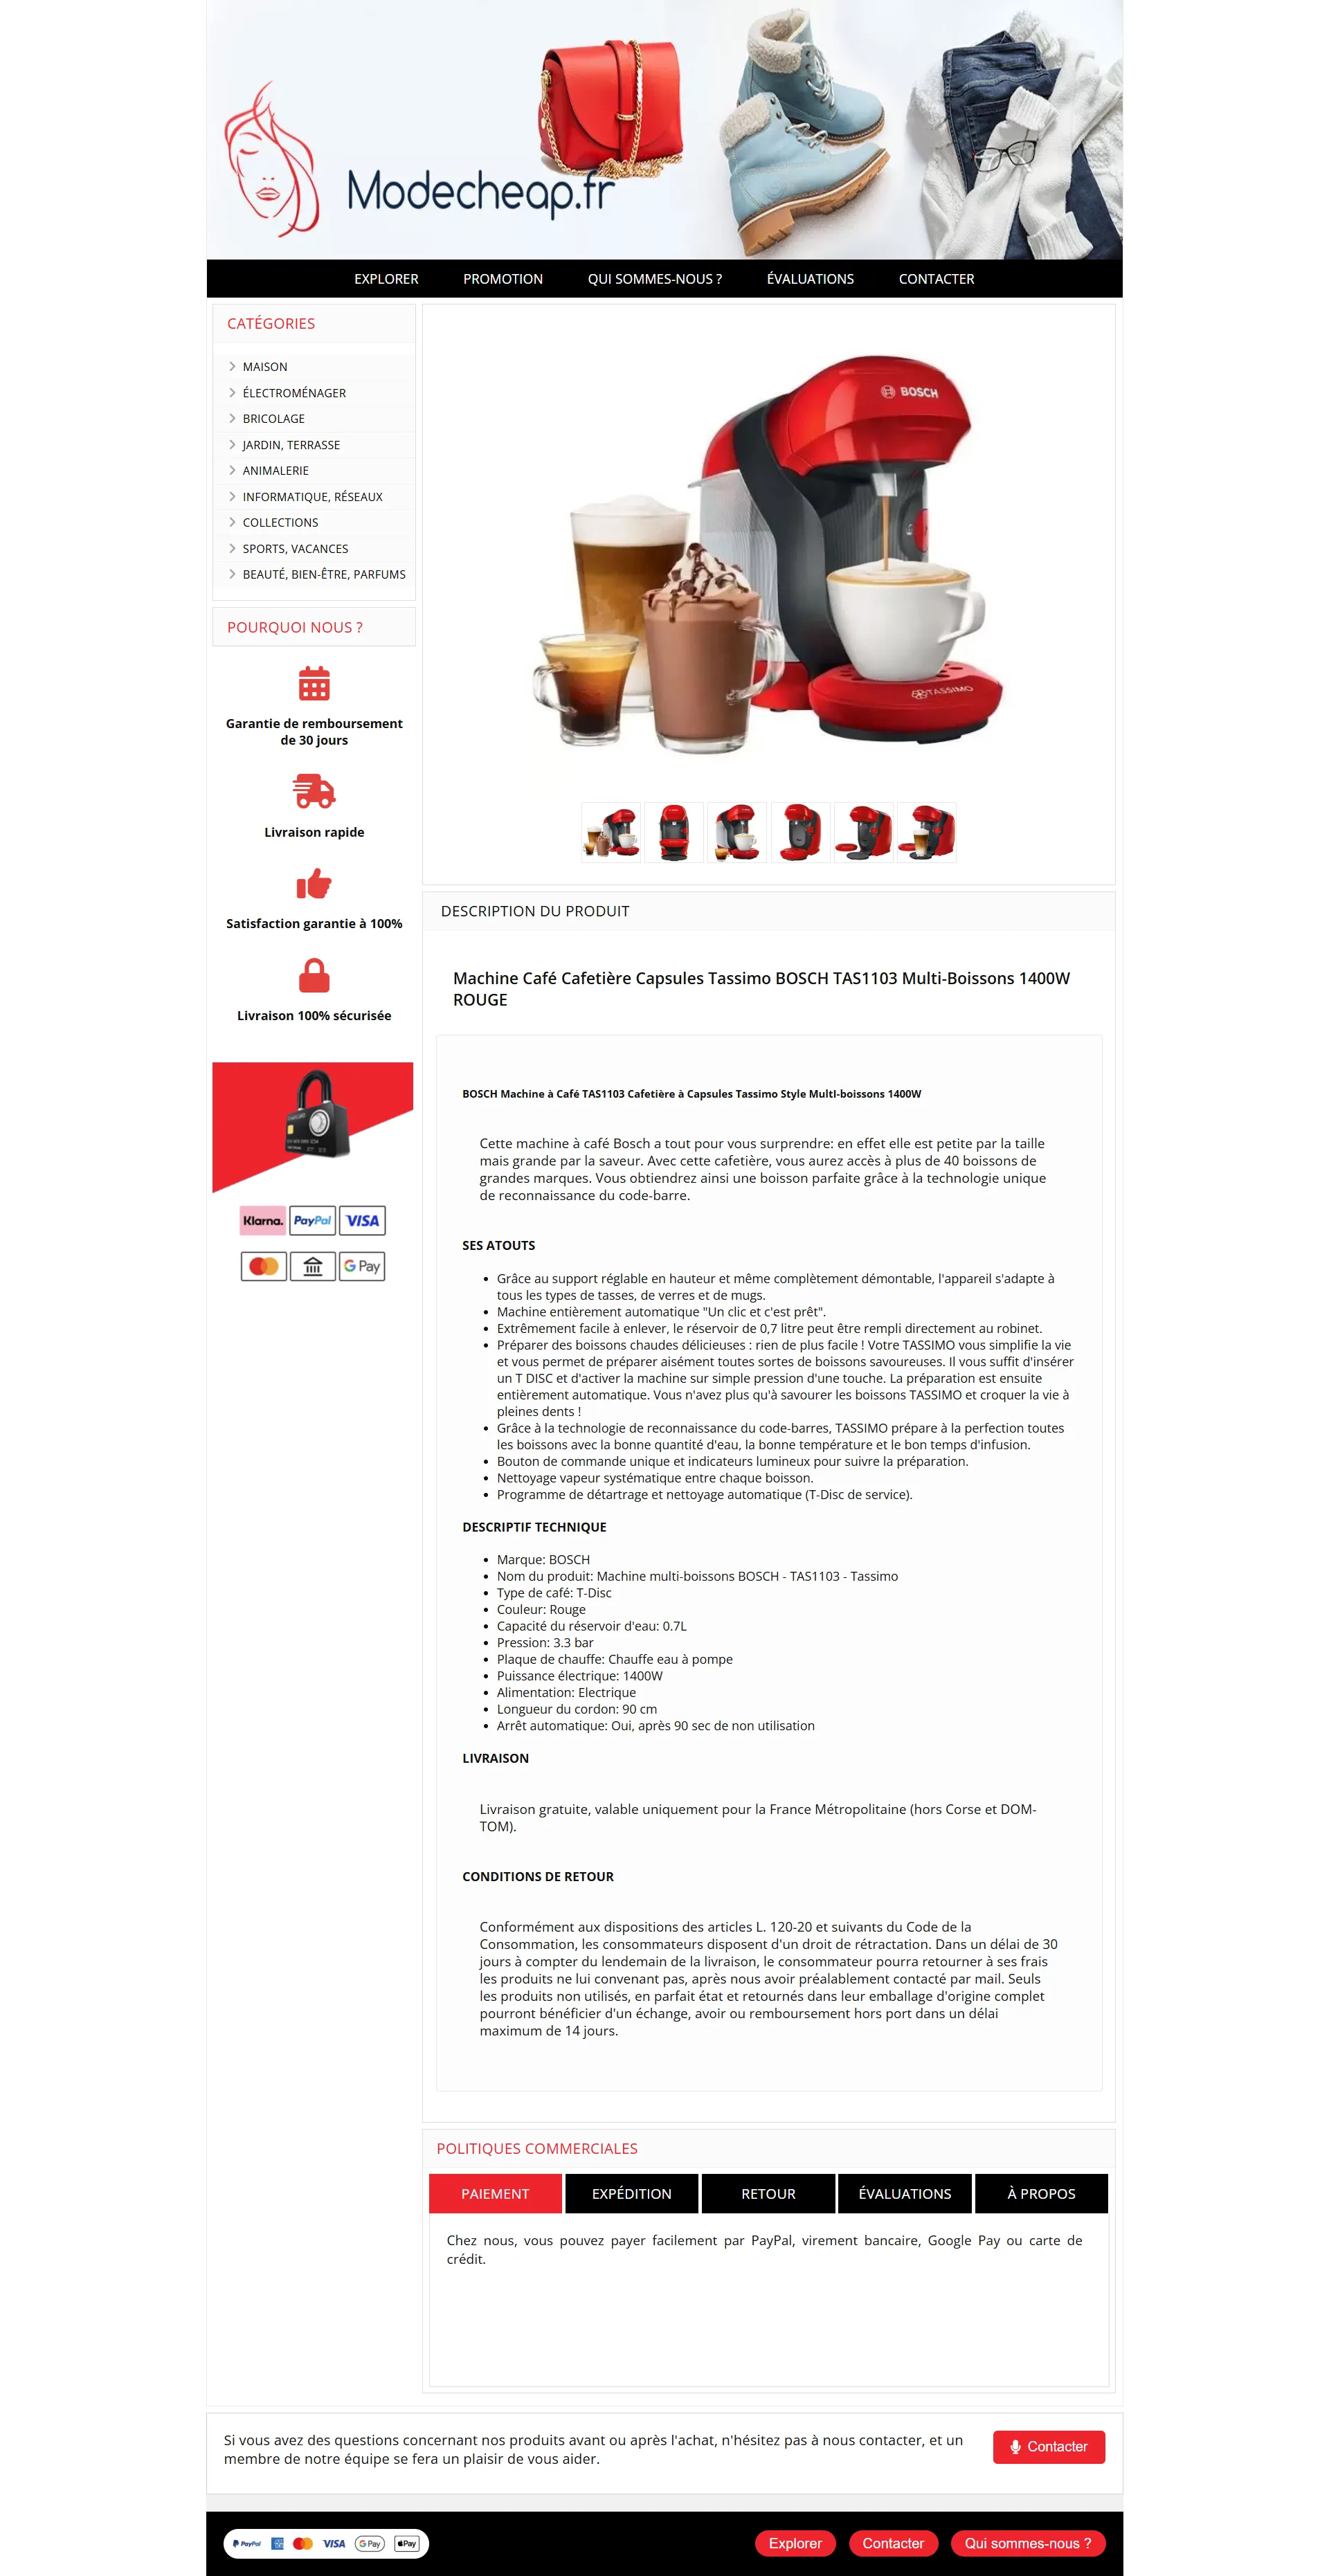 Modecheap.fr
EXPLORER PROMOTION QUI SOMMES-NOUS ? ÉVALUATIONS CONTACTER
CATÉGORIES
MAISON
ÉLECTROMÉNAGER
BRICOLAGE
JARDIN, TERRASSE
ANIMALERIE
INFORMATIQUE, RÉSEAUX
COLLECTIONS
SPORTS, VACANCES
BEAUTÉ, BIEN-ÊTRE, PARFUMS
POURQUOI NOUS ?
Garantie de remboursement
de 30 jours
Livraison rapide
Satisfaction garantie à 100%
Livraison 100% sécurisée
Klarna. PayPal VISA
G Pay
BOSCH
TASSIMO
DESCRIPTION DU PRODUIT
Machine Café Cafetière Capsules Tassimo BOSCH TAS1103 Multi-Boissons 1400W
ROUGE
BOSCH Machine à Café TAS1103 Cafetière à Capsules Tassimo Style MultI-boissons 1400W
Cette machine à café Bosch a tout pour vous surprendre: en effet elle est petite par la taille
mais grande par la saveur. Avec cette cafetière, vous aurez accès à plus de 40 boissons de
grandes marques. Vous obtiendrez ainsi une boisson parfaite grâce à la technologie unique
de reconnaissance du code-barre.
SES ATOUTS
• Grâce au support réglable en hauteur et même complètement démontable, l'appareil s'adapte à
tous les types de tasses, de verres et de mugs.
• Machine entièrement automatique "Un clic et c'est prêt".
• Extrêmement facile à enlever, le réservoir de 0,7 litre peut être rempli directement au robinet.
• Préparer des boissons chaudes délicieuses : rien de plus facile ! Votre TASSIMO vous simplifie la vie
et vous permet de préparer aisément toutes sortes de boissons savoureuses. Il vous suffit d'insérer
un T DISC et d'activer la machine sur simple pression d'une touche. La préparation est ensuite
entièrement automatique. Vous n'avez plus qu'à savourer les boissons TASSIMO et croquer la vie à
pleines dents !
• Grâce à la technologie de reconnaissance du code-barres, TASSIMO prépare à la perfection toutes
les boissons avec la bonne quantité d'eau, la bonne température et le bon temps d'infusion.
• Bouton de commande unique et indicateurs lumineux pour suivre la préparation.
• Nettoyage vapeur systématique entre chaque boisson.
• Programme de détartrage et nettoyage automatique (T-Disc de service).
DESCRIPTIF TECHNIQUE
• Marque: BOSCH
• Nom du produit: Machine multi-boissons BOSCH - TAS1103 - Tassimo
• Type de café: T-Disc
• Couleur: Rouge
• Capacité du réservoir d'eau: 0.7L
• Pression: 3.3 bar
• Plaque de chauffe: Chauffe eau à pompe
• Puissance électrique: 1400W
• Alimentation: Electrique
• Longueur du cordon: 90 cm
• Arrêt automatique: Oui, après 90 sec de non utilisation
LIVRAISON
Livraison gratuite, valable uniquement pour la France Métropolitaine (hors Corse et DOM-
TOM).
CONDITIONS DE RETOUR
Conformément aux dispositions des articles L. 120-20 et suivants du Code de la
Consommation, les consommateurs disposent d'un droit de rétractation. Dans un délai de 30
jours à compter du lendemain de la livraison, le consommateur pourra retourner à ses frais
les produits ne lui convenant pas, après nous avoir préalablement contacté par mail. Seuls
les produits non utilisés, en parfait état et retournés dans leur emballage d'origine complet
pourront bénéficier d'un échange, avoir ou remboursement hors port dans un délai
maximum de 14 jours.
POLITIQUES COMMERCIALES
PAIEMENT EXPÉDITION RETOUR ÉVALUATIONS À PROPOS
Chez nous, vous pouvez payer facilement par PayPal, virement bancaire, Google Pay ou carte de
crédit.
Si vous avez des questions concernant nos produits avant ou après l'achat, n'hésitez pas à nous contacter, et un
membre de notre équipe se fera un plaisir de vous aider.
Contacter
PayPal VISA G Pay Pay
Explorer Contacter Qui sommes-nous ?